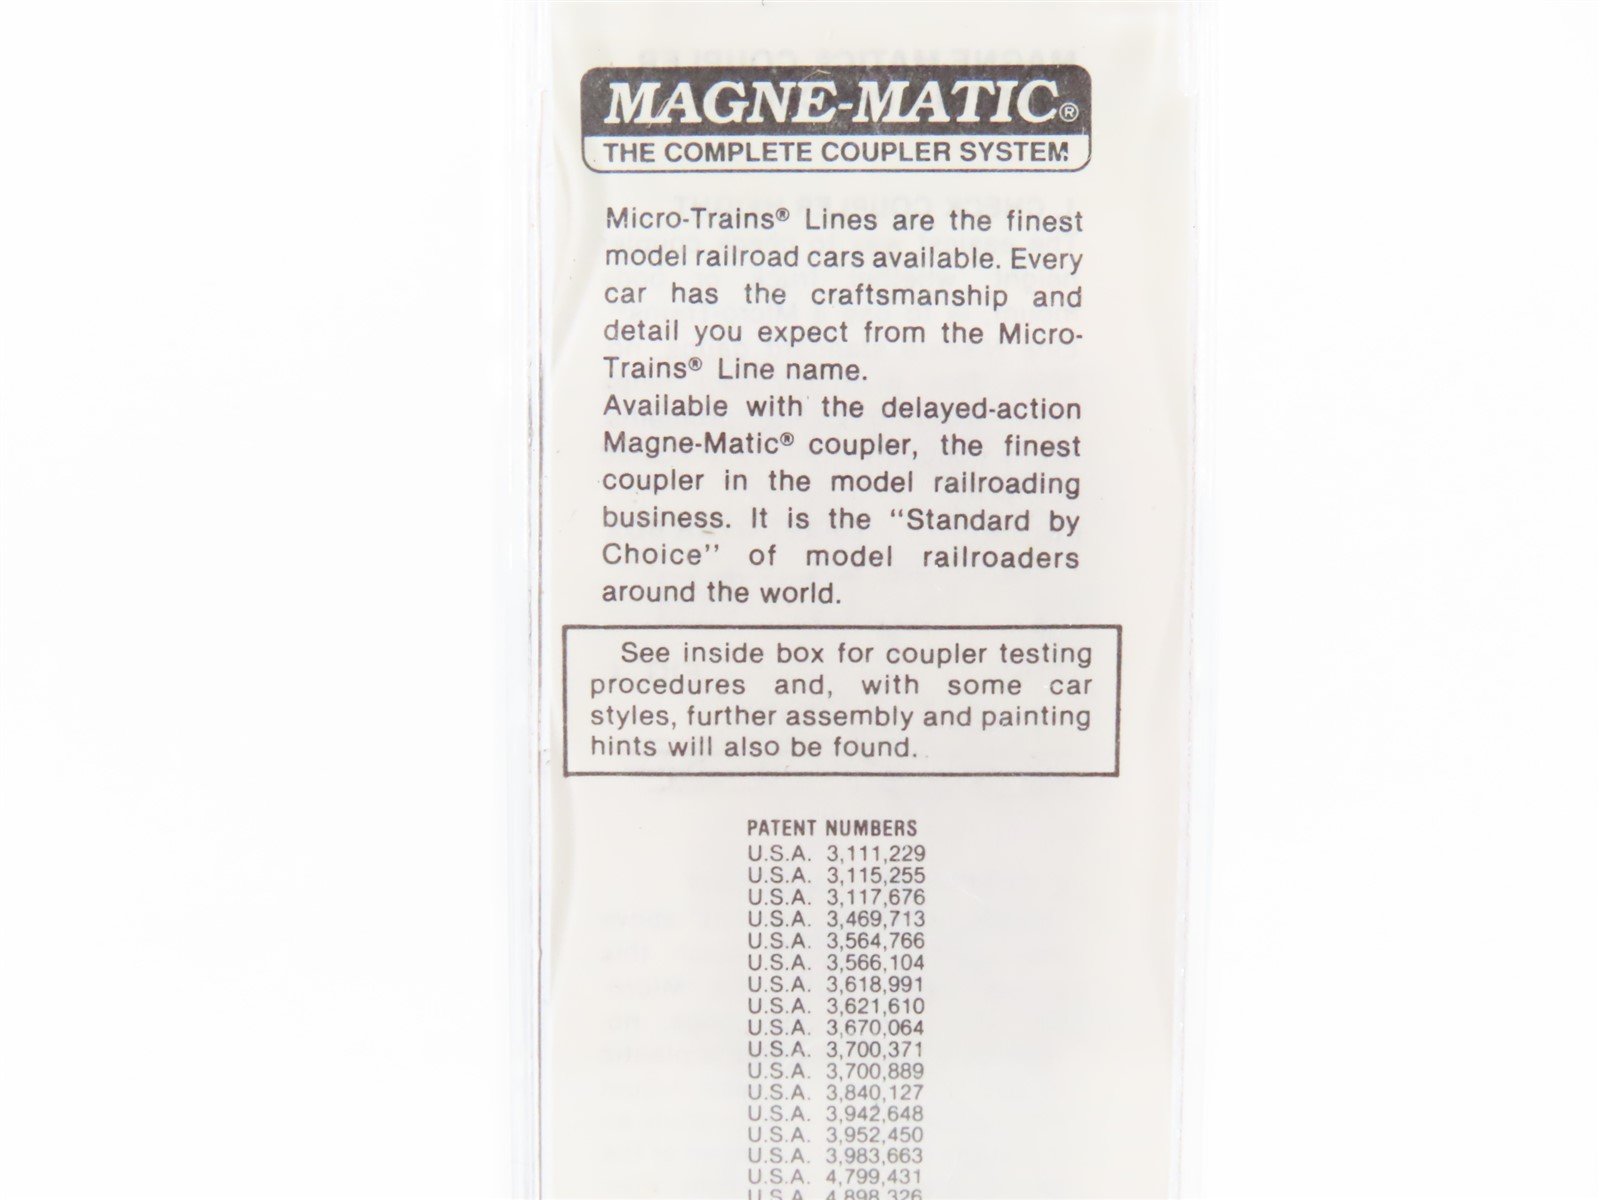 MAGNE-MATIC®
THE COMPLETE COUPLER SYSTEM
Micro-Trains® Lines are the finest
model railroad cars available. Every
car has the craftsmanship and
detail you expect from the Micro-
Trains® Line name.
Available with the delayed-action
Magne-Matic® coupler, the finest
coupler in the model railroading
business. It is the “Standard by
Choice” of model railroaders
around the world.
See inside box for coupler testing
procedures and, with some car
styles, further assembly and painting
hints will also be found.
PATENT NUMBERS
U.S.A. 3,111,229
U.S.A. 3,115,255
U.S.A. 3,117,676
U.S.A. 3,469,713
U.S.A. 3,564,766
U.S.A. 3,566,104
U.S.A. 3,618,991
U.S.A. 3,621,610
U.S.A. 3,670,064
U.S.A. 3,700,371
U.S.A. 3,700,889
U.S.A. 3,840,127
U.S.A. 3,942,648
U.S.A. 3,952,450
U.S.A. 3,983,663
U.S.A. 4,799,431
U.S.A. 4,898,326